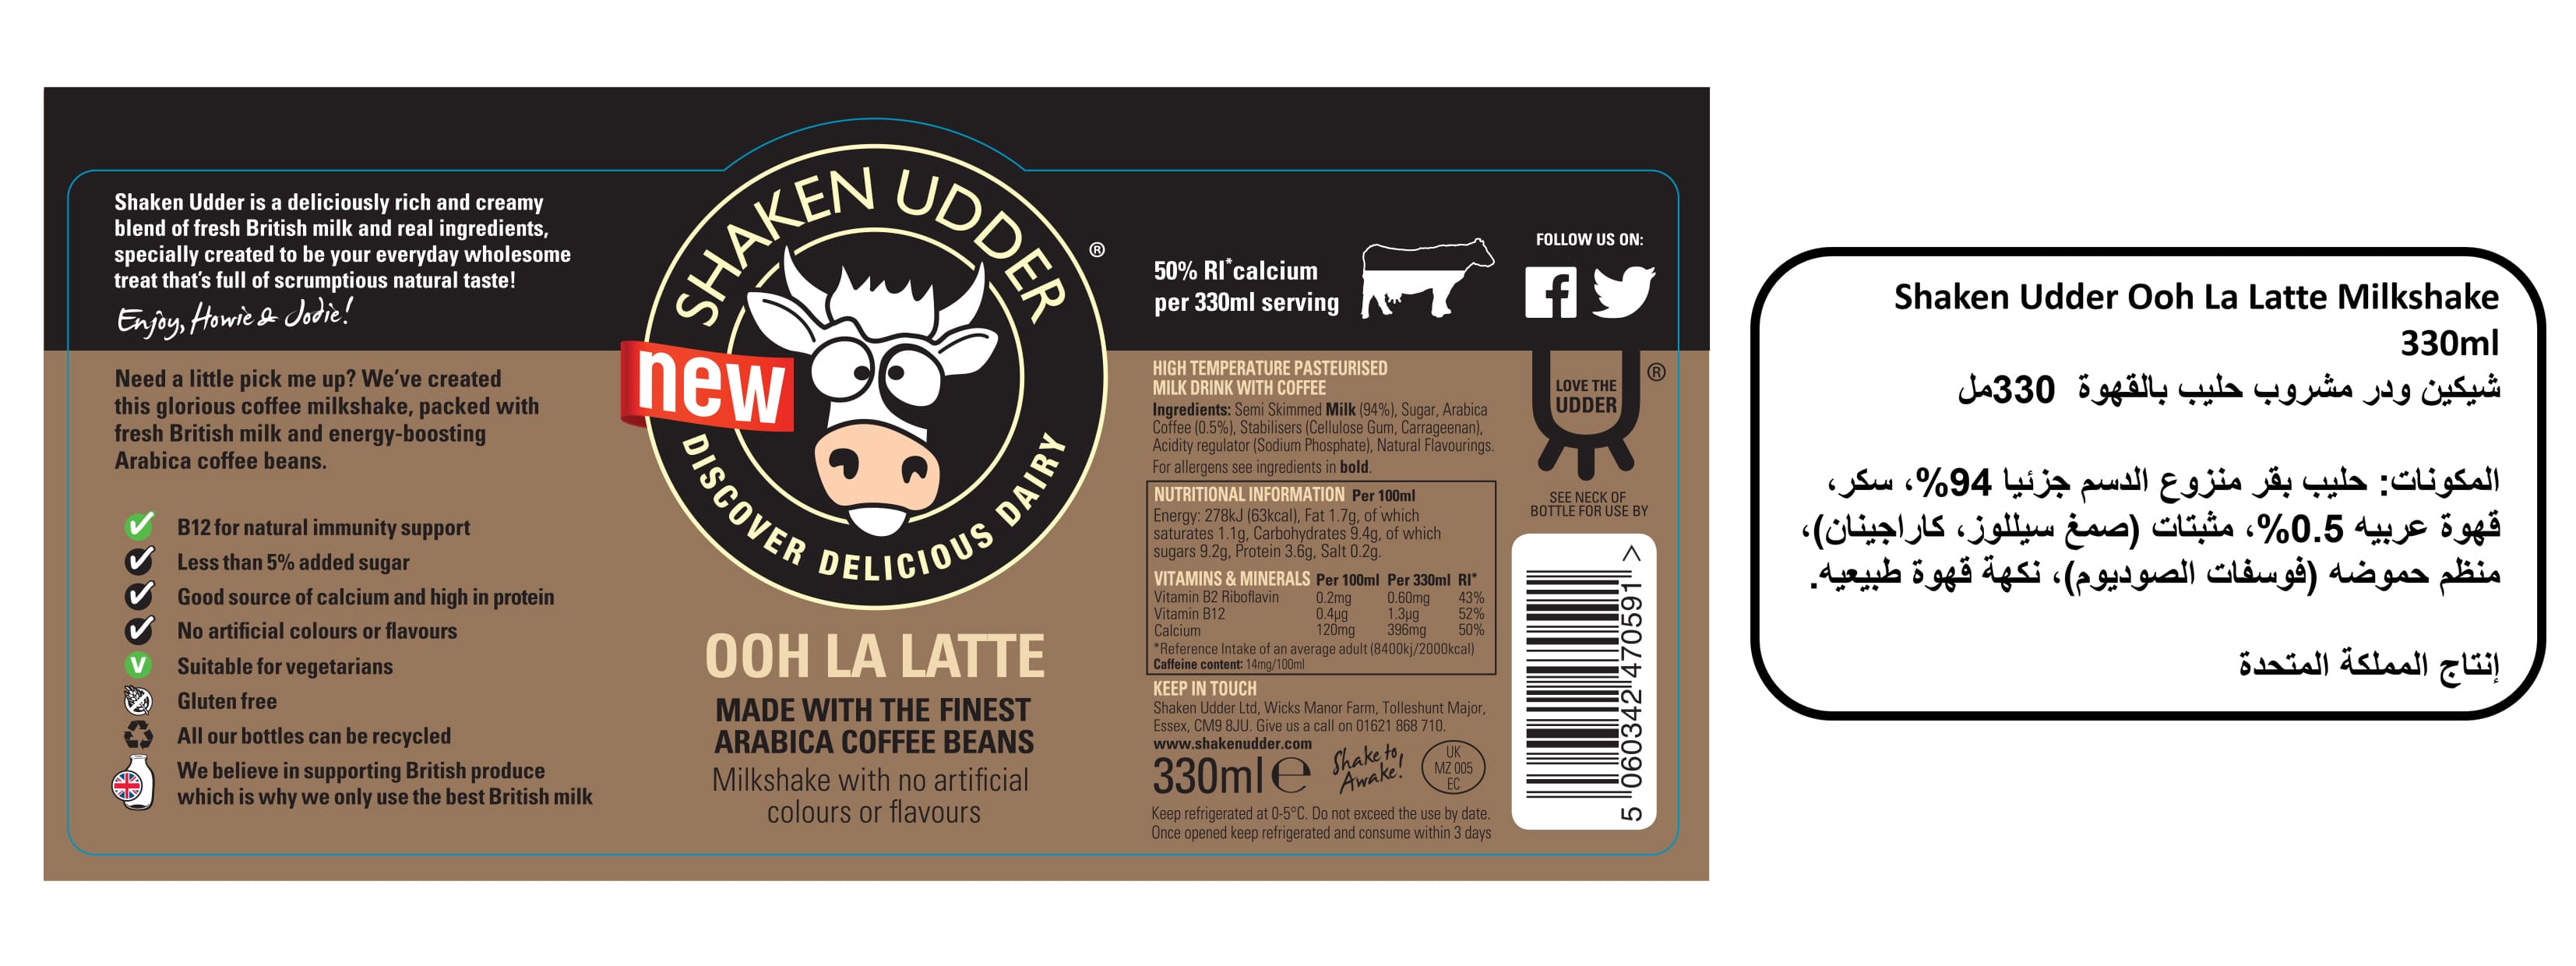 Shaken Udder is a deliciously rich and creamy
blend of fresh British milk and real ingredients,
specially created to be your everyday wholesome
treat that's full of scrumptious natural taste!
Enjoy, Howie & Jodie!
Need a little pick me up? We've created
this glorious coffee milkshake, packed with
fresh British milk and energy-boosting
Arabica coffee beans.
B12 for natural immunity support
Less than 5% added sugar
Good source of calcium and high in protein
No artificial colours or flavours
V Suitable for vegetarians
Gluten free
All our bottles can be recycled
We believe in supporting British produce
which is why we only use the best British milk
SHAKEN UDDER
®
new
DISCOVER DELICIOUS DAIRY
OOH LA LATTE
MADE WITH THE FINEST
ARABICA COFFEE BEANS
Milkshake with no artificial
colours or flavours
50% RI*calcium
per 330ml serving
HIGH TEMPERATURE PASTEURISED
MILK DRINK WITH COFFEE
Ingredients: Semi Skimmed Milk (94%), Sugar, Arabica
Coffee (0.5%), Stabilisers (Cellulose Gum, Carrageenan),
Acidity regulator (Sodium Phosphate), Natural Flavourings.
For allergens see ingredients in bold.
NUTRITIONAL INFORMATION Per 100ml
Energy: 278kJ (63kcal), Fat 1.7g, of which
saturates 1.1g, Carbohydrates 9.4g, of which
sugars 9.2g, Protein 3.6g, Salt 0.2g.
VITAMINS & MINERALS Per 100ml Per 330ml RI*
Vitamin B2 Riboflavin 0.2mg 0.60mg 43%
Vitamin B12 0.4µg 1.3µg 52%
Calcium 120mg 396mg 50%
*Reference Intake of an average adult (8400kj/2000kcal)
Caffeine content: 14mg/100ml
KEEP IN TOUCH
Shaken Udder Ltd, Wicks Manor Farm, Tolleshunt Major,
Essex, CM9 8JU. Give us a call on 01621 868 710.
www.shakenudder.com
330ml e
Shake to
Awake!
UK
MZ 005
EC
Keep refrigerated at 0-5°C. Do not exceed the use by date.
Once opened keep refrigerated and consume within 3 days
FOLLOW US ON:
f
LOVE THE
UDDER
®
SEE NECK OF
BOTTLE FOR USE BY
5 060342 470591 >
Shaken Udder Ooh La Latte Milkshake
330ml
شيكين ودر مشروب حليب بالقهوة 330مل
المكونات: حليب بقر منزوع الدسم جزئيا 94%، سكر،
قهوة عربيه 0.5%، مثبتات (صمغ سيللوز، كاراجينان)،
منظم حموضه (فوسفات الصوديوم)، نكهة قهوة طبيعيه.
إنتاج المملكة المتحدة